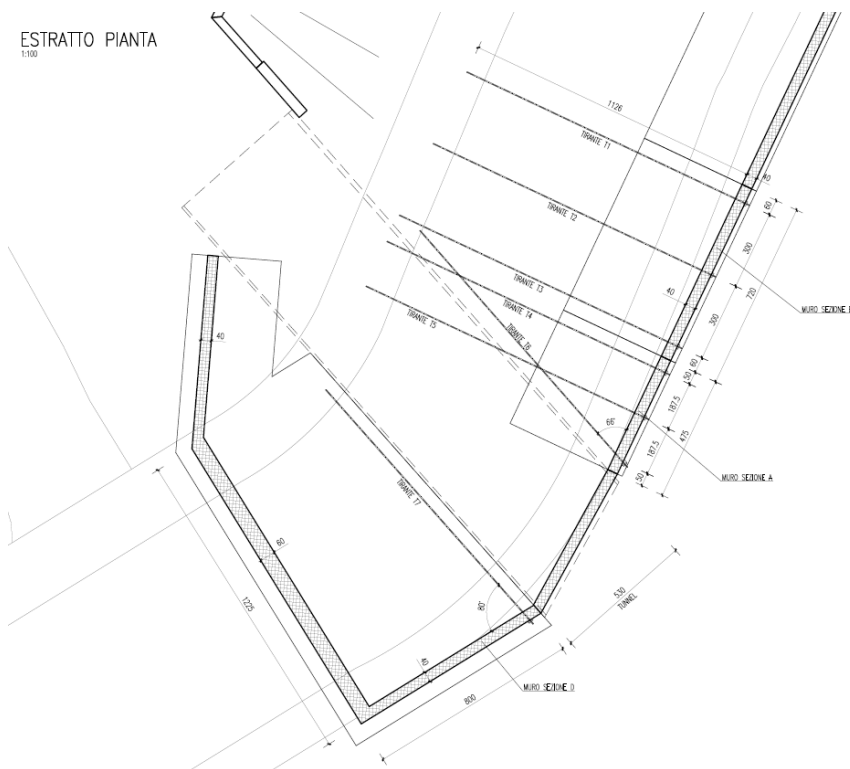 ESTRATTO PIANTA
1:100
1126
TIRANTE T1
40
60
TIRANTE T2
300
720
TIRANTE T3
40
MURO SEZIONE B
TIRANTE T4
300
TIRANTE T5
TIRANTE T6
60
50
40
187.5
66°
475
187.5
MURO SEZIONE A
50
TIRANTE T7
60
530
TUNNEL
1225
80°
40
MURO SEZIONE D
800